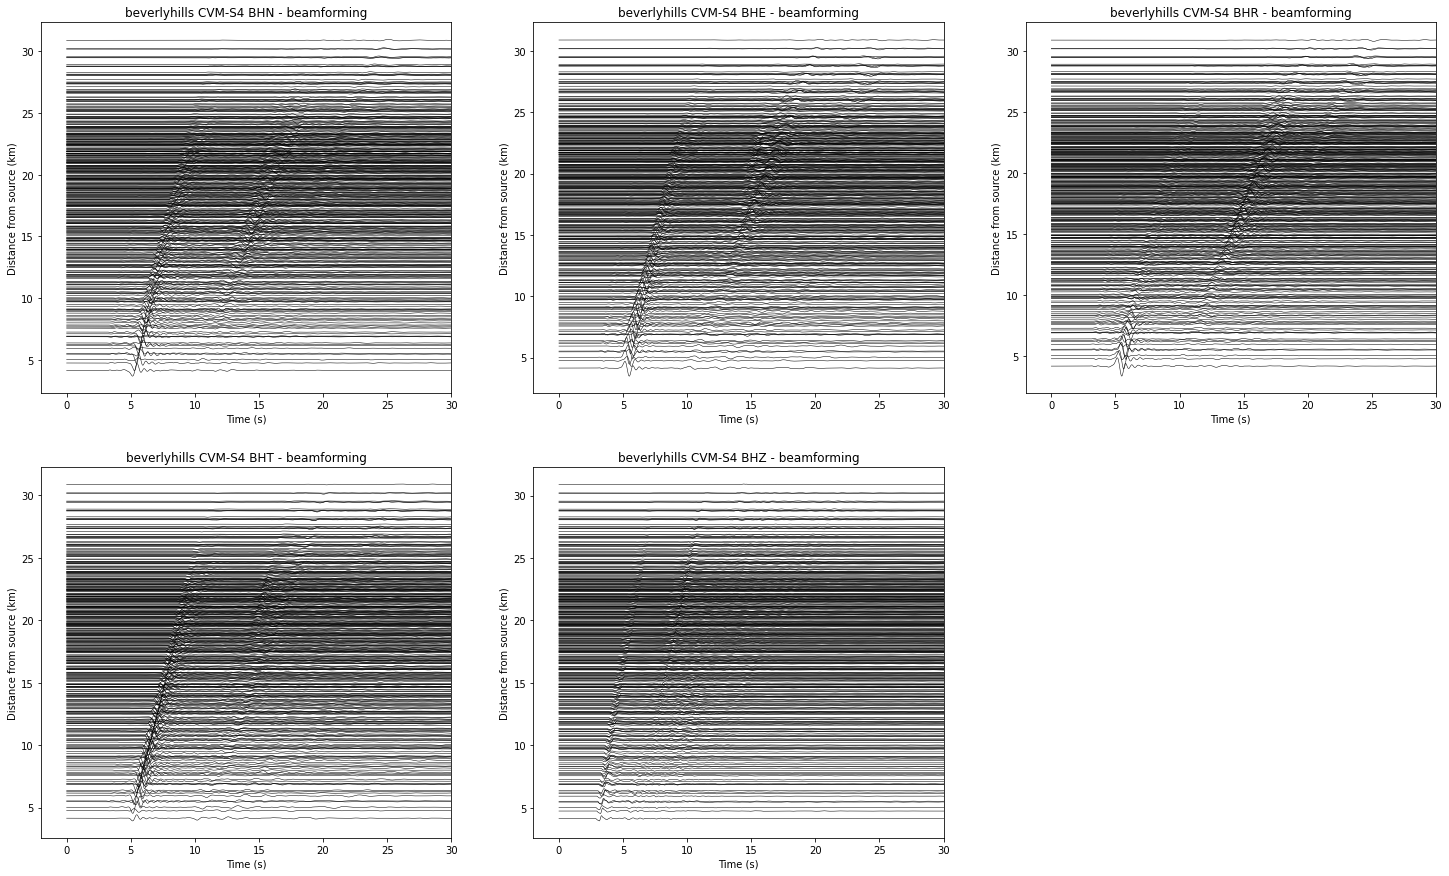 beverlyhills CVM-S4 BHN - beamforming
Distance from source (km)
30
25
20
15
10
5
0 5 10 15 20 25 30
Time (s)
beverlyhills CVM-S4 BHE - beamforming
Distance from source (km)
30
25
20
15
10
5
0 5 10 15 20 25 30
Time (s)
beverlyhills CVM-S4 BHR - beamforming
Distance from source (km)
30
25
20
15
10
5
0 5 10 15 20 25 30
Time (s)
beverlyhills CVM-S4 BHT - beamforming
Distance from source (km)
30
25
20
15
10
5
0 5 10 15 20 25 30
Time (s)
beverlyhills CVM-S4 BHZ - beamforming
Distance from source (km)
30
25
20
15
10
5
0 5 10 15 20 25 30
Time (s)